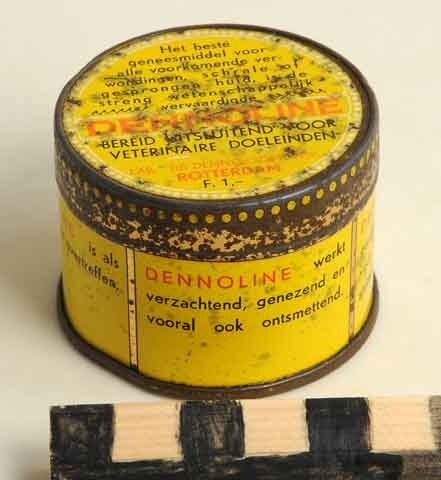 Het beste
geneesmiddel voor
alle voorkomende ver-
wondingen, schrale of
gesprongen huid, is de
streng wetenschappelijk
vervaardigde
DENNOLINE
BEREID UITSLUITEND VOOR
VETERINAIRE DOELEINDEN
LAB.
ROTTERDAM
F. 1.-
is als
DENNOLINE werkt
verzachtend, genezend en
vooral ook ontsmettend.